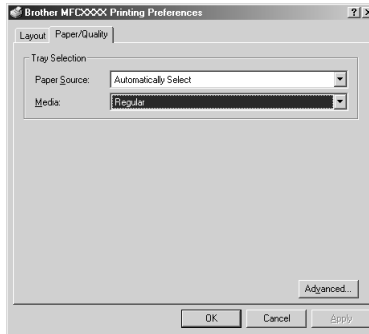 Brother MFCXXXX Printing Preferences
Layout Paper/Quality
Tray Selection
Paper Source: Automatically Select
Media: Regular
Advanced...
OK Cancel Apply